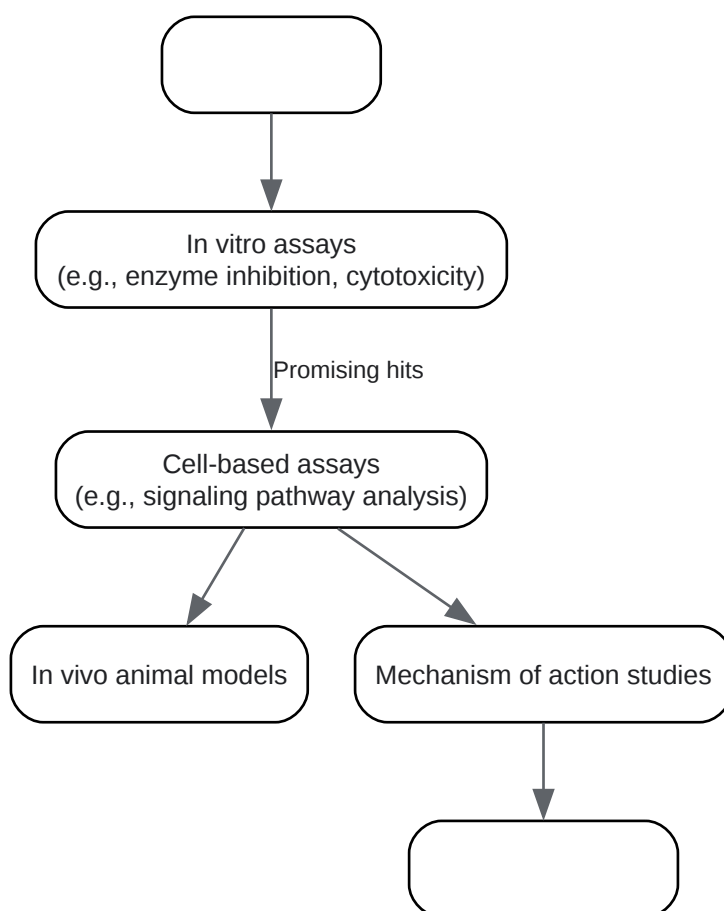 In vitro assays
(e.g., enzyme inhibition, cytotoxicity)
Promising hits
Cell-based assays
(e.g., signaling pathway analysis)
In vivo animal models
Mechanism of action studies